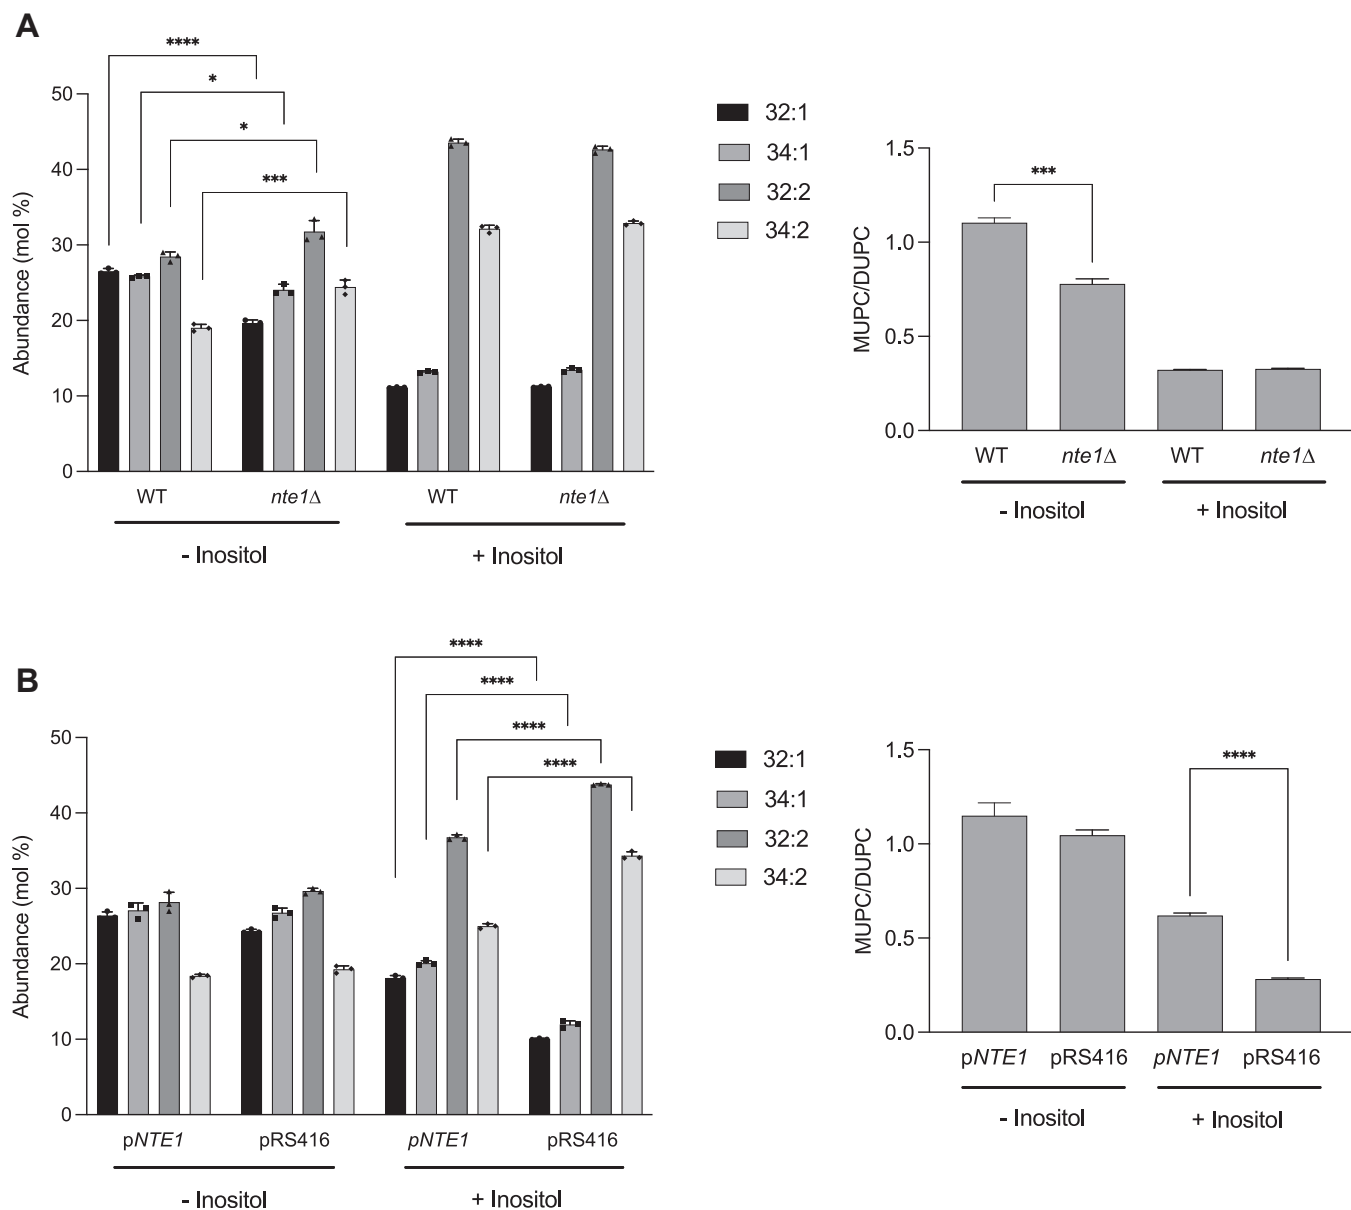 A
****
*
*
***
50
40
30
20
10
0
Abundance (mol %)
WT
nte1Δ
WT
nte1Δ
- Inositol
+ Inositol
32:1
34:1
32:2
34:2
***
1.5
1.0
0.5
0.0
MUPC/DUPC
WT
nte1Δ
WT
nte1Δ
- Inositol
+ Inositol
B
****
****
****
****
50
40
30
20
10
0
Abundance (mol %)
pNTE1
pRS416
pNTE1
pRS416
- Inositol
+ Inositol
32:1
34:1
32:2
34:2
****
1.5
1.0
0.5
0.0
MUPC/DUPC
pNTE1
pRS416
pNTE1
pRS416
- Inositol
+ Inositol